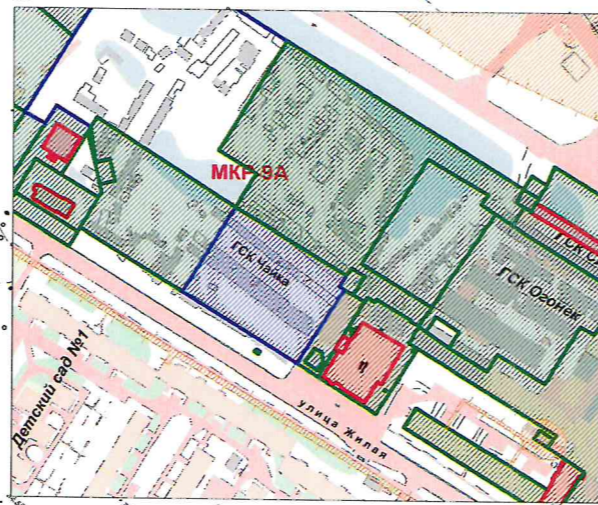 МКР 9А
ГСК Чайка
ГСК Огонек
улица Жилая
Детский сад №1